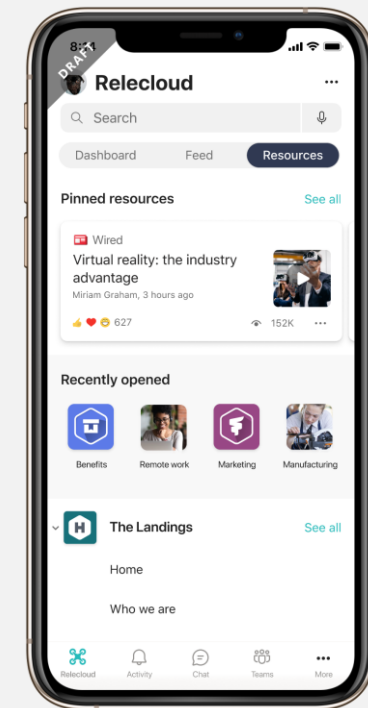 8:24
DRAFT
Relecloud
Search
Dashboard Feed Resources
Pinned resources See all
Wired
Virtual reality: the industry
advantage
Miriam Graham, 3 hours ago
627 152K
Recently opened
Benefits Remote work Marketing Manufacturing
H The Landings See all
Home
Who we are
Relecloud Activity Chat Teams More